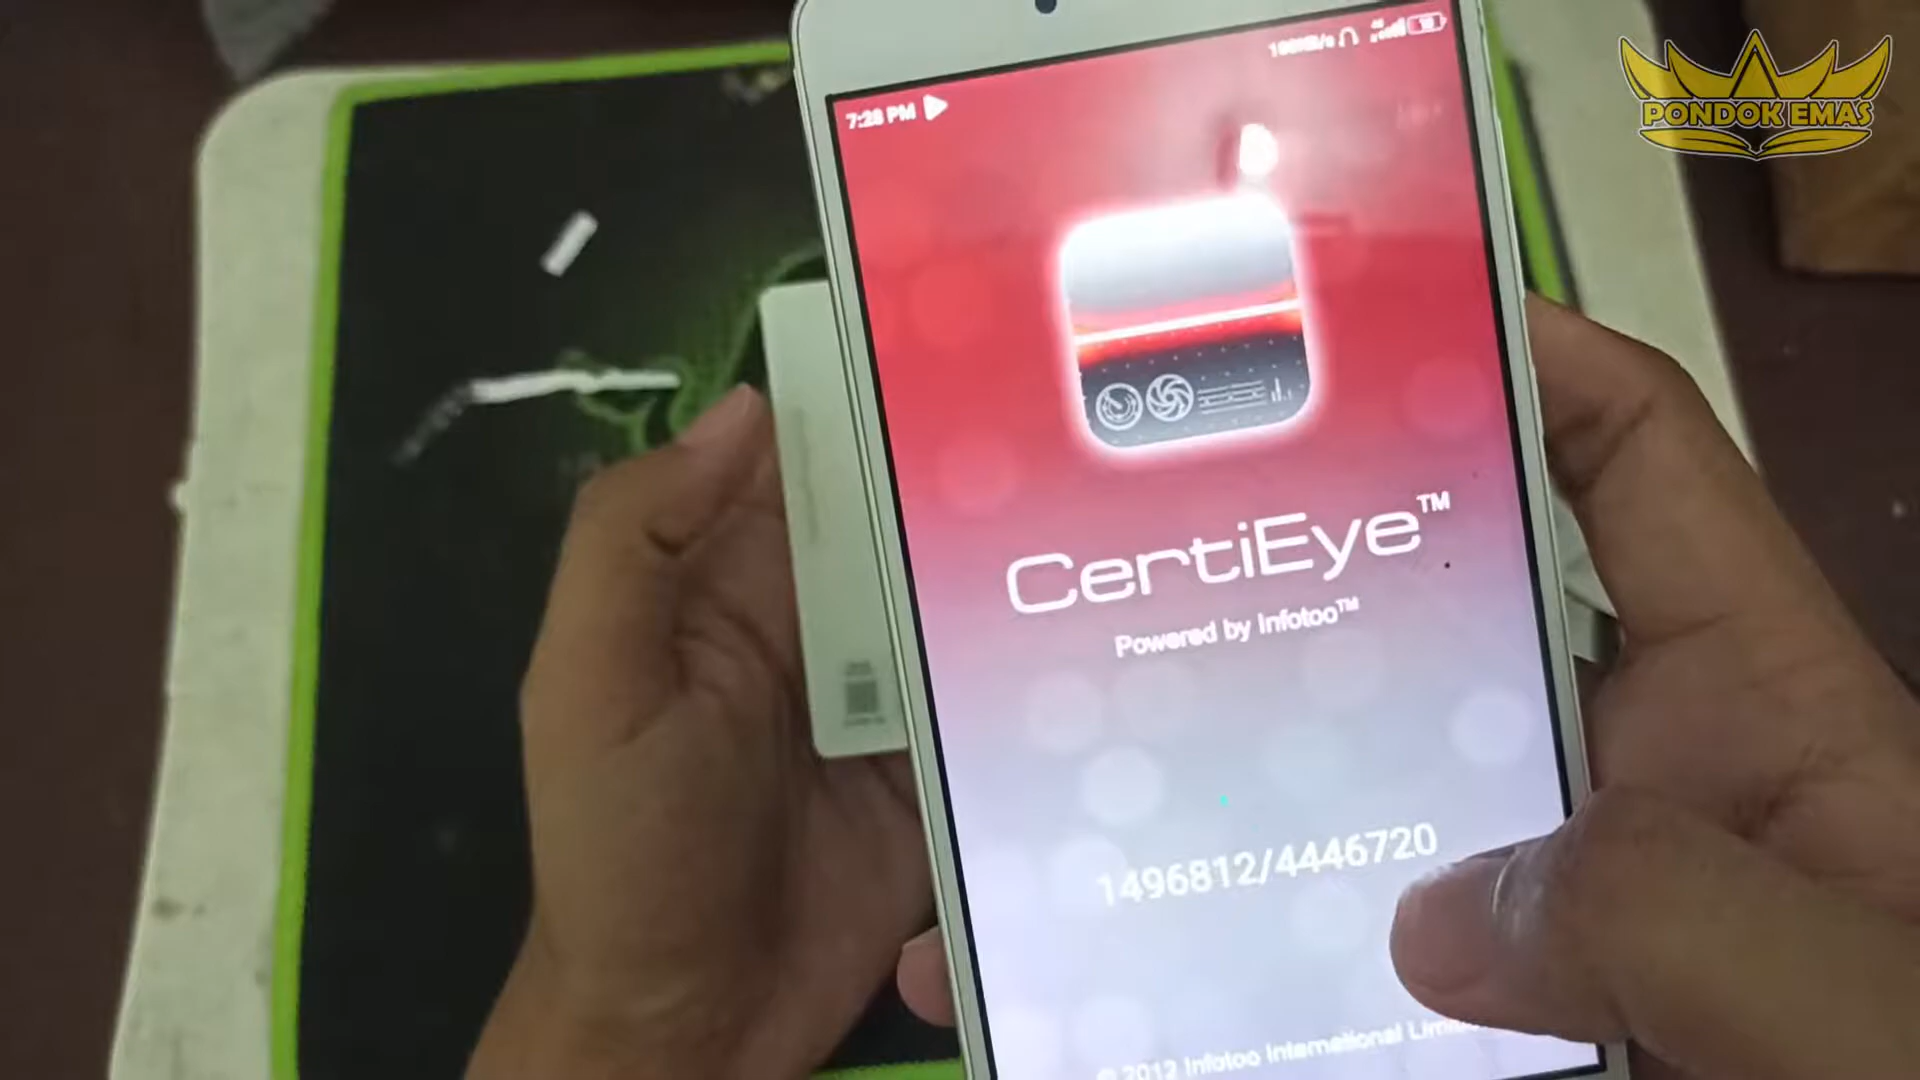 PONDOK EMAS
7:28 PM
CertiEye™
Powered by Infotoo™
1496812/4446720
© 2012 Infotoo International